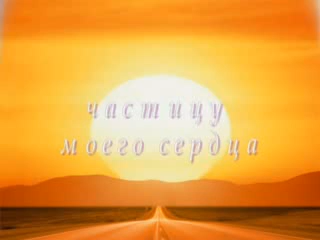 частицу
моего сердца